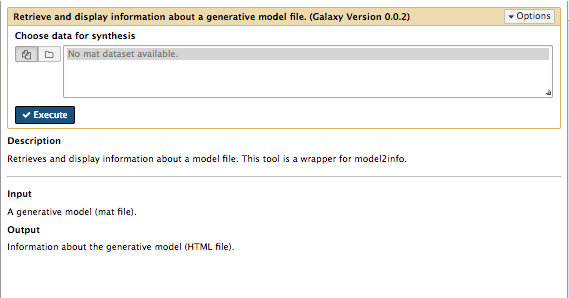 Retrieve and display information about a generative model file. (Galaxy Version 0.0.2)
Options
Choose data for synthesis
No mat dataset available.
Execute
Description
Retrieves and display information about a model file. This tool is a wrapper for model2info.
Input
A generative model (mat file).
Output
Information about the generative model (HTML file).